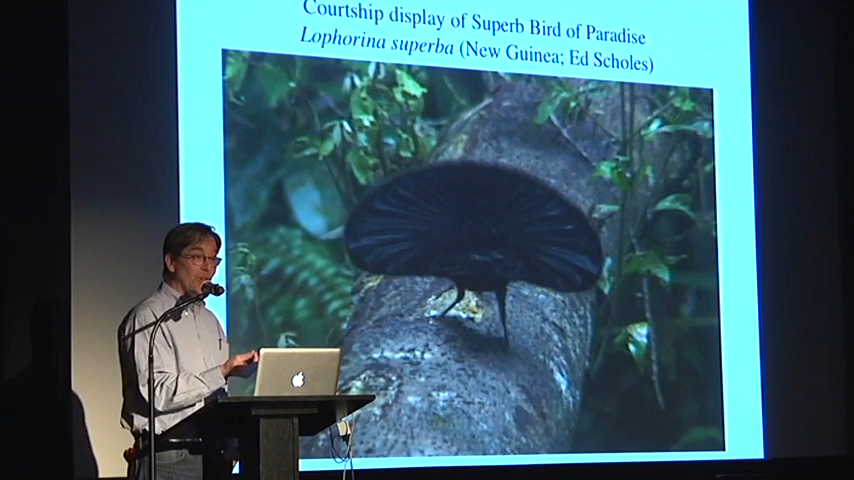 Courtship display of Superb Bird of Paradise
Lophorina superba (New Guinea; Ed Scholes)